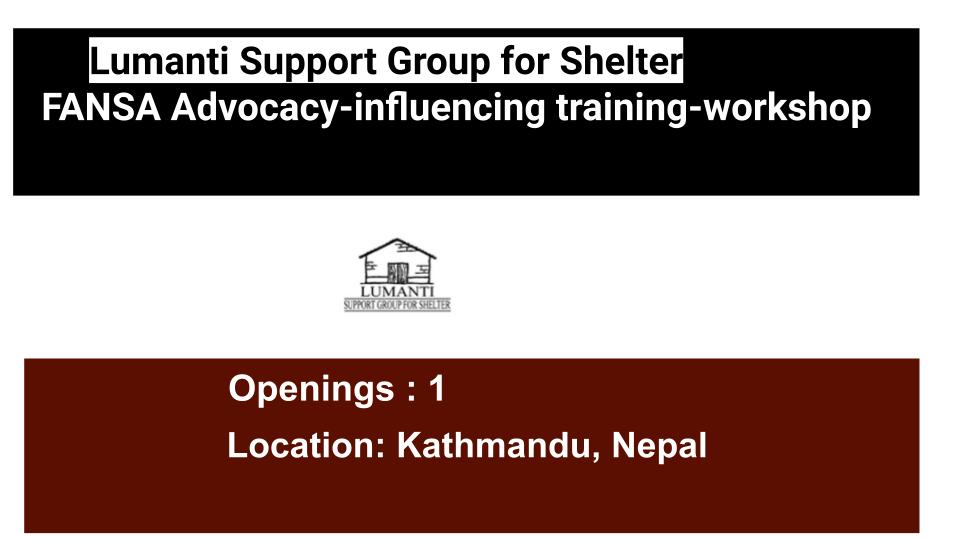 Lumanti Support Group for Shelter
FANSA Advocacy-influencing training-workshop
LUMANTI
SUPPORT GROUP FOR SHELTER
Openings : 1
Location: Kathmandu, Nepal